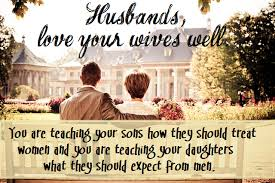 Husbands,
love your wives well.
You are teaching your sons how they should treat
women and you are teaching your daughters
what they should expect from men.